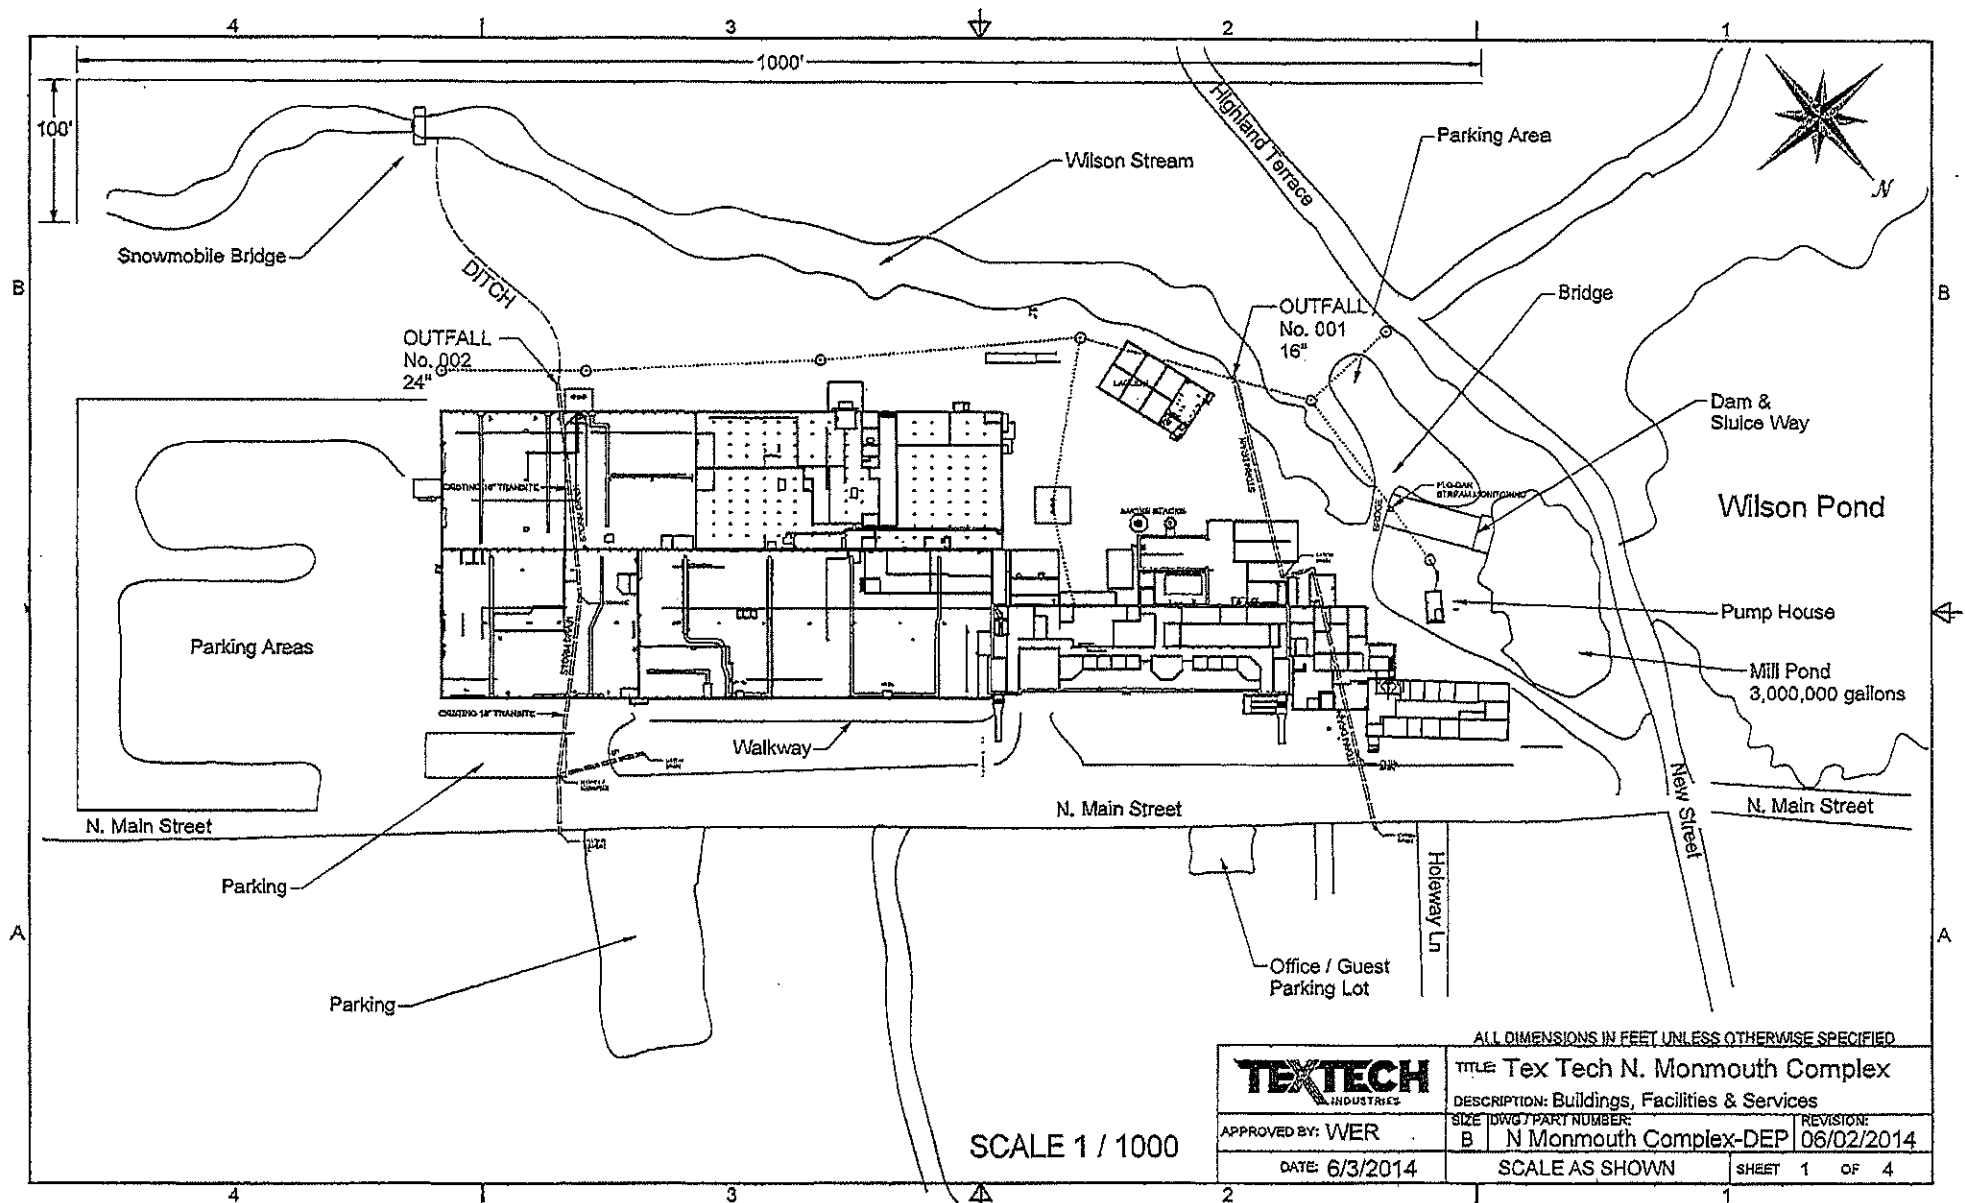 4
3
2
1
1000'
100'
Highland Terrace
Parking Area
Wilson Stream
N
Snowmobile Bridge
DITCH
B
B
Bridge
OUTFALL
No. 001
16"
OUTFALL
No. 002
24"
Dam &
Sluice Way
Wilson Pond
BRIDGE
STORM DRAIN
STORM DRAIN
Pump House
Parking Areas
Mill Pond
3,000,000 gallons
Walkway
New Street
N. Main Street
N. Main Street
N. Main Street
Parking
Holeway Ln
A
A
Office / Guest
Parking Lot
Parking
ALL DIMENSIONS IN FEET UNLESS OTHERWISE SPECIFIED
TEXTECH
INDUSTRIES
TITLE: Tex Tech N. Monmouth Complex
DESCRIPTION: Buildings, Facilities & Services
SIZE
B
DWG / PART NUMBER:
N Monmouth Complex-DEP
REVISION:
06/02/2014
APPROVED BY: WER
DATE: 6/3/2014
SCALE AS SHOWN
SHEET 1 OF 4
SCALE 1 / 1000
4
3
2
1